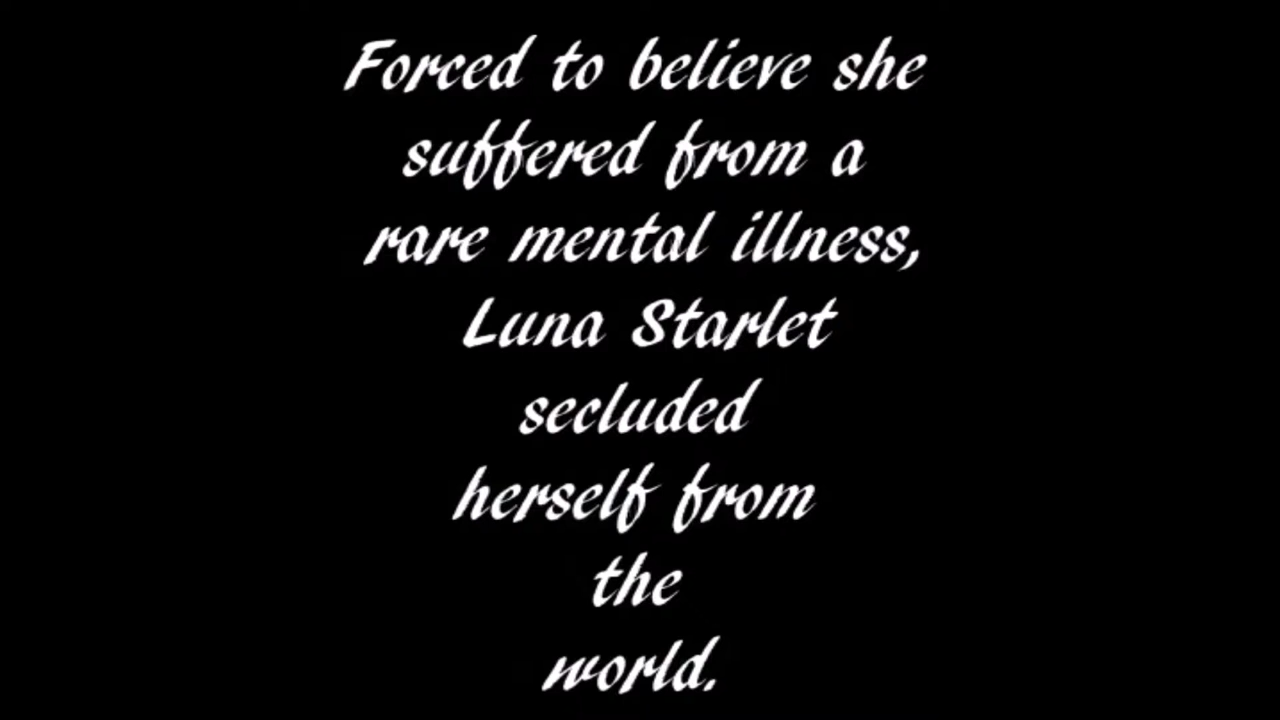 Forced to believe she
suffered from a
rare mental illness,
Luna Starlet
secluded
herself from
the
world.